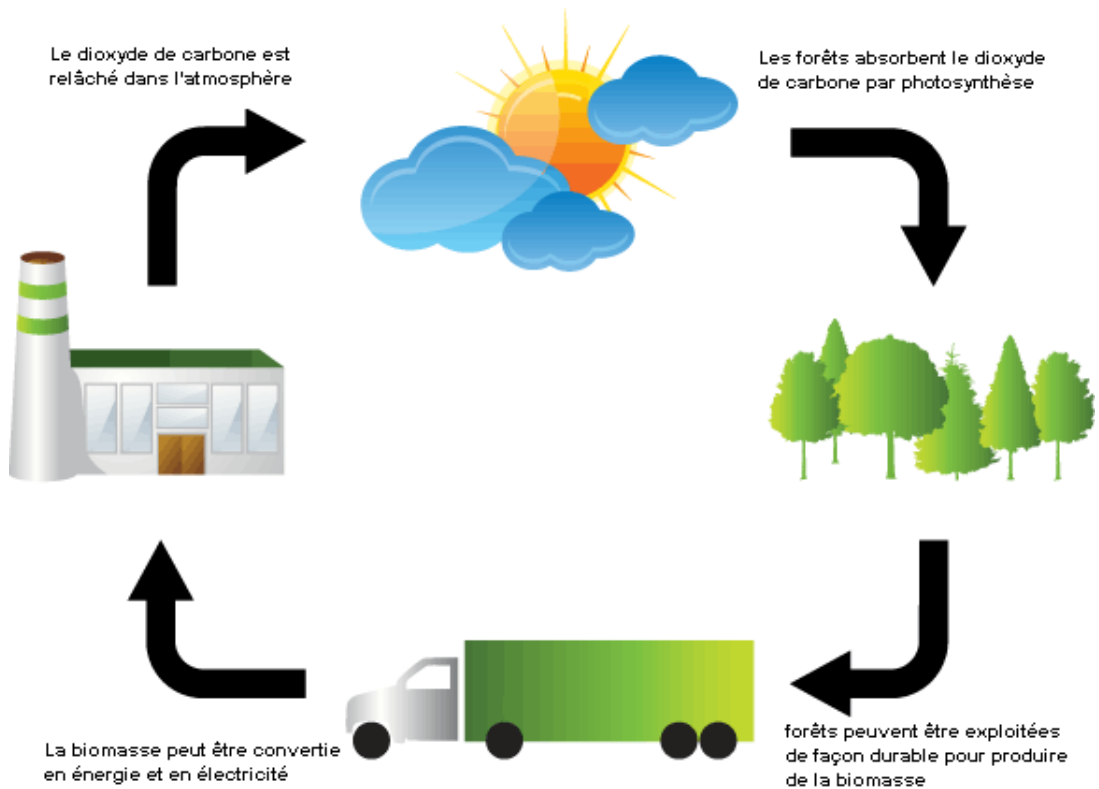 Le dioxyde de carbone est
relâché dans l'atmosphère
Les forêts absorbent le dioxyde
de carbone par photosynthèse
forêts peuvent être exploitées
de façon durable pour produire
de la biomasse
La biomasse peut être convertie
en énergie et en électricité